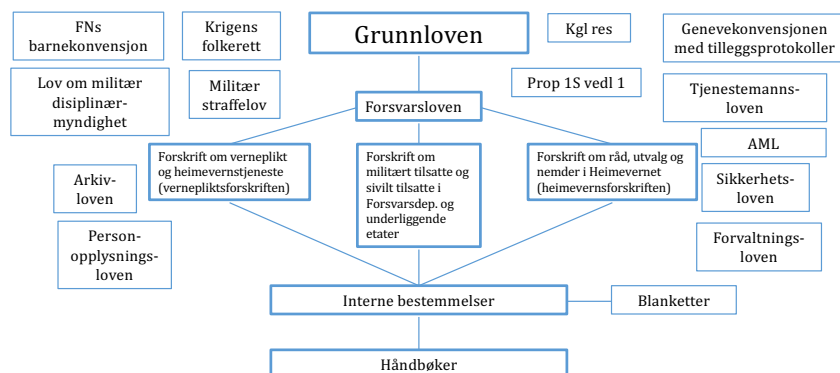 FNs
barnekonvensjon
Krigens
folkerett
Grunnloven
Kgl res
Genevekonvensjonen
med tilleggsprotokoller
Lov om militær
disiplinær-
myndighet
Militær
straffelov
Prop 1S vedl 1
Tjenestemanns-
loven
Forsvarsloven
AML
Forskrift om verneplikt
og heimevernstjeneste
(vernepliktsforskriften)
Forskrift om
militært tilsatte og
sivilt tilsatte i
Forsvarsdep. og
underliggende
etater
Forskrift om råd, utvalg og
nemder i Heimevernet
(heimevernsforskriften)
Arkiv-
loven
Sikkerhets-
loven
Person-
opplysnings-
loven
Forvaltnings-
loven
Interne bestemmelser
Blanketter
Håndbøker